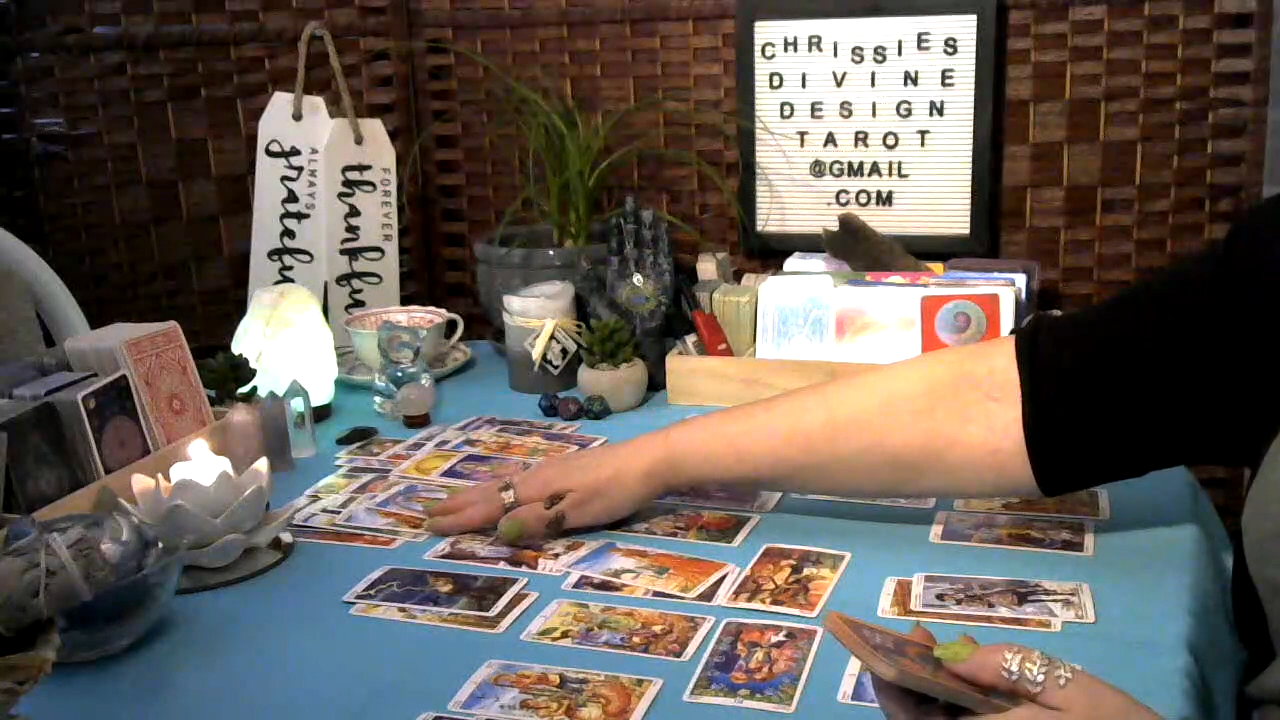 ALWAYS
grateful
FOREVER
thankful
CHRISSIES
DIVINE
DESIGN
TAROT
@GMAIL
.COM